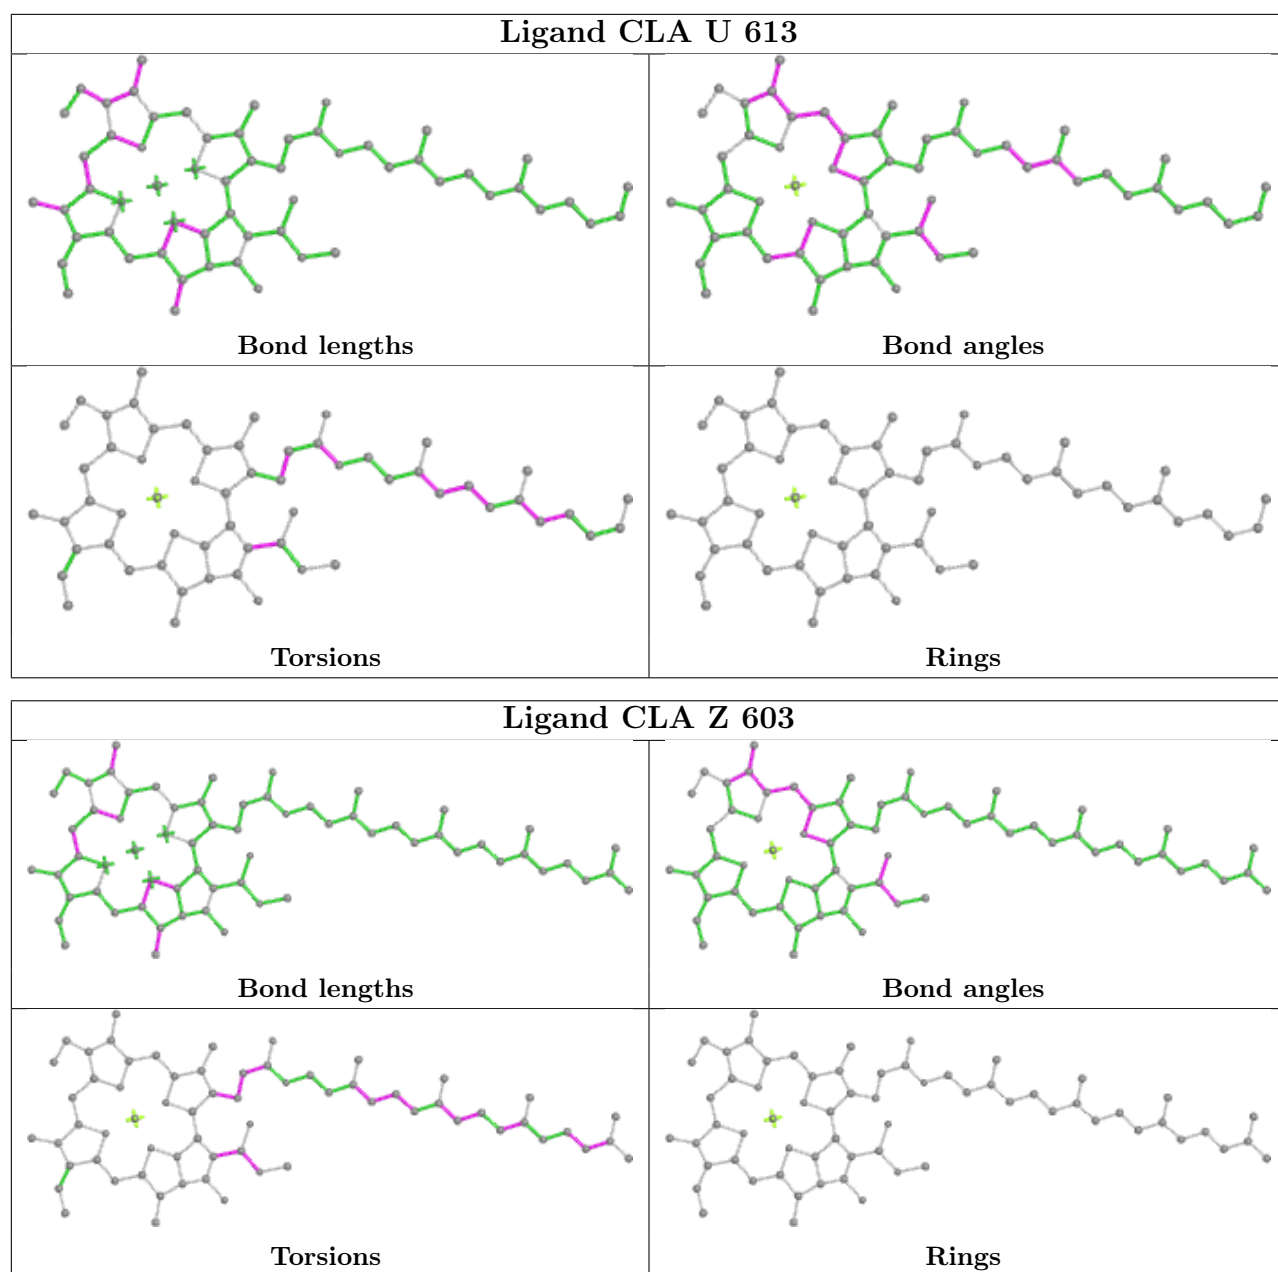 Ligand CLA U 613
Bond lengths
Bond angles
Torsions
Rings
Ligand CLA Z 603
Bond lengths
Bond angles
Torsions
Rings